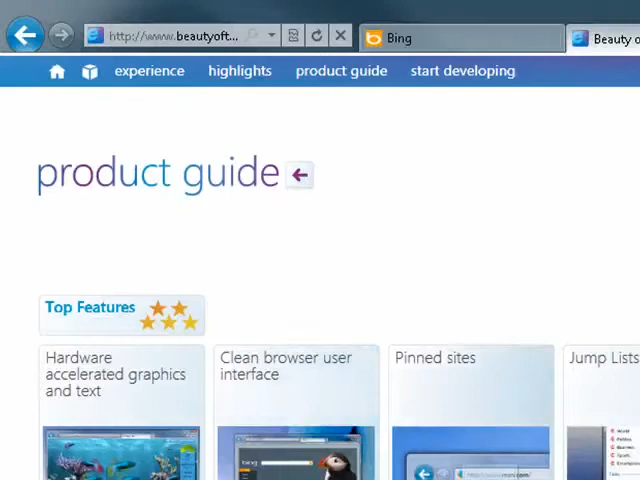 http://www.beautyoft...
Bing
Beauty o
experience highlights product guide start developing
product guide
Top Features
Hardware
accelerated graphics
and text
Clean browser user
interface
Pinned sites
Jump Lists
bing